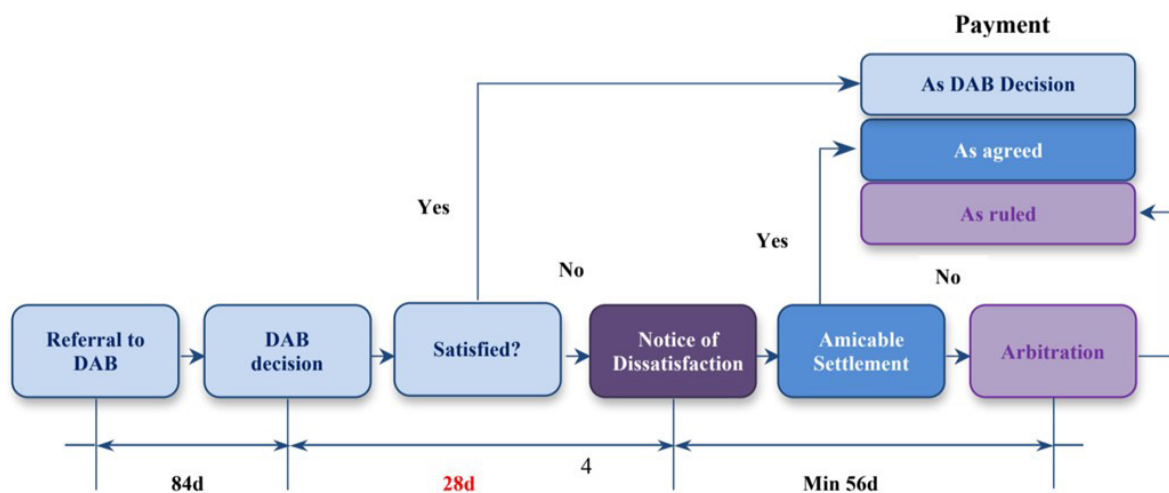 Payment
As DAB Decision
As agreed
As ruled
Yes
Yes
No
No
Referral to
DAB
DAB
decision
Satisfied?
Notice of
Dissatisfaction
Amicable
Settlement
Arbitration
84d
28d
4
Min 56d